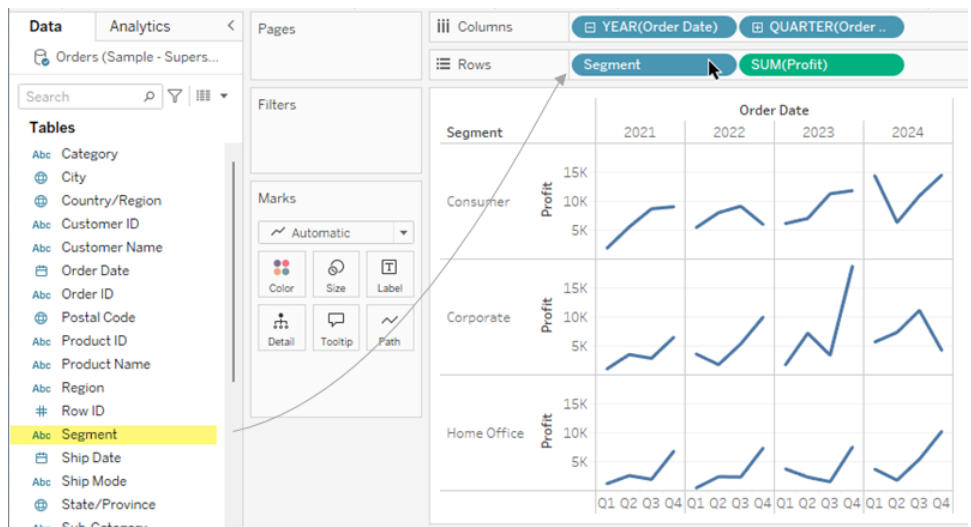 Data
Analytics
Orders (Sample - Supers...
Search
Tables
Abc Category
City
Country/Region
Abc Customer ID
Abc Customer Name
Order Date
Abc Order ID
Postal Code
Abc Product ID
Abc Product Name
Abc Region
# Row ID
Abc Segment
Ship Date
Abc Ship Mode
State/Province
Abc Sub-Category
Pages
Filters
Marks
Automatic
Color Size Label
Detail Tooltip Path
Columns YEAR(Order Date) QUARTER(Order ..
Rows Segment SUM(Profit)
Order Date
Segment 2021 2022 2023 2024
Consumer
Profit
15K
10K
5K
Corporate
Profit
15K
10K
5K
Home Office
Profit
15K
10K
5K
Q1 Q2 Q3 Q4 Q1 Q2 Q3 Q4 Q1 Q2 Q3 Q4 Q1 Q2 Q3 Q4